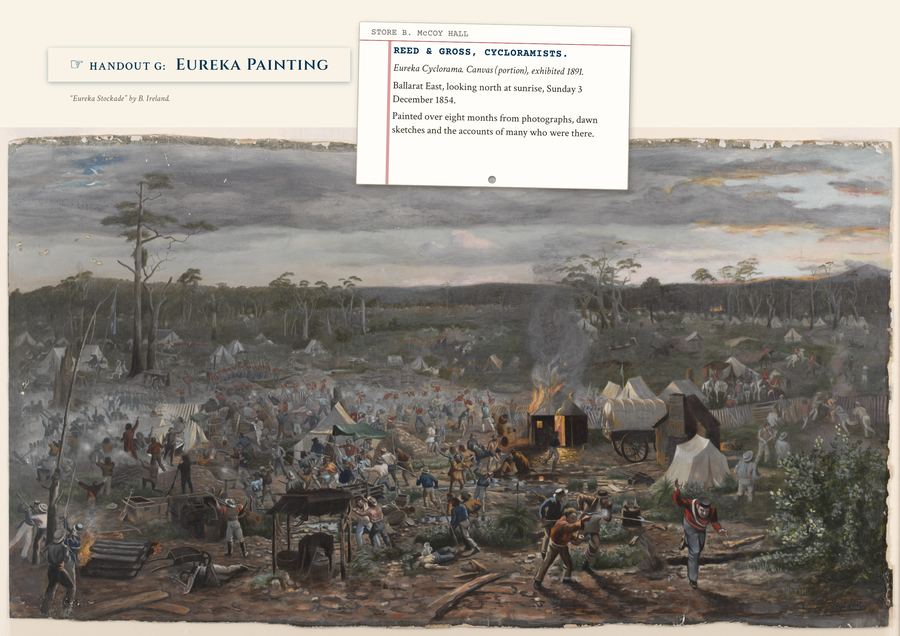 ☞ HANDOUT G: EUREKA PAINTING
"Eureka Stockade" by B. Ireland.
STORE B. McCOY HALL
REED & GROSS, CYCLORAMISTS.
Eureka Cyclorama. Canvas (portion), exhibited 1891.
Ballarat East, looking north at sunrise, Sunday 3
December 1854.
Painted over eight months from photographs, dawn
sketches and the accounts of many who were there.